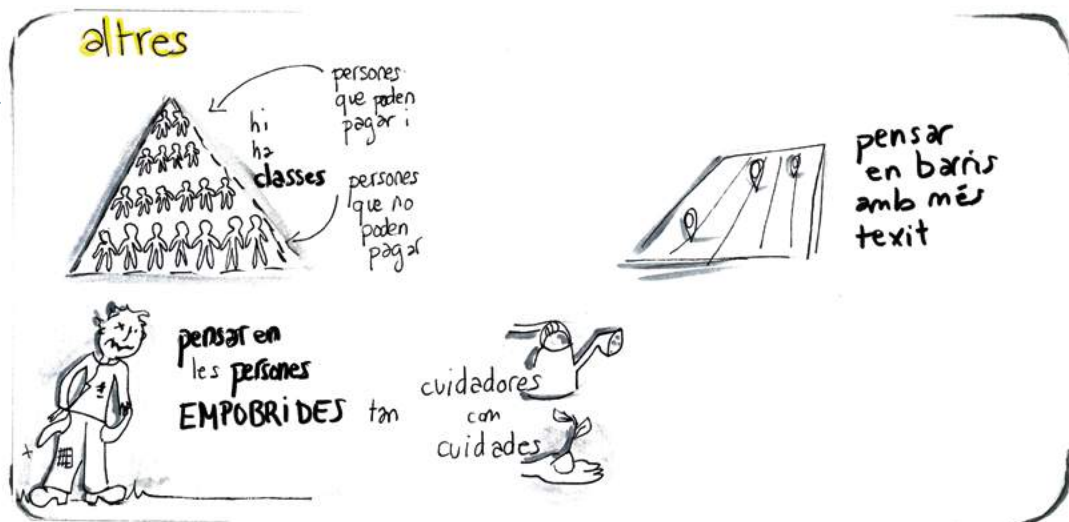 altres
persones
que poden
pagar i
hi
ha
classes
persones
que no
poden
pagar
pensar
en barris
amb més
texit
pensar en
les persones
EMPOBRIDES tan
cuidadores
com
cuidades